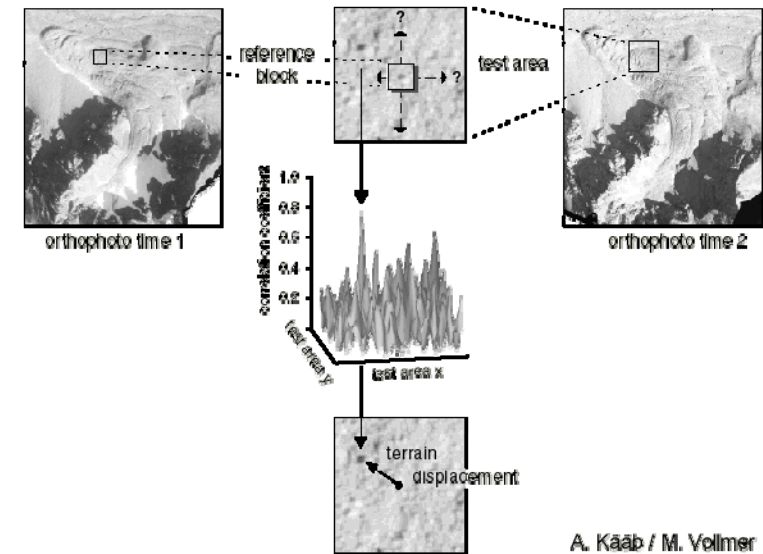 ?
reference
block
?
test area
orthophoto time 1
orthophoto time 2
1.0
0.8
0.6
0.4
0.2
correlation coefficient
test area y
test area x
terrain
displacement
A. Kääb / M. Vollmer